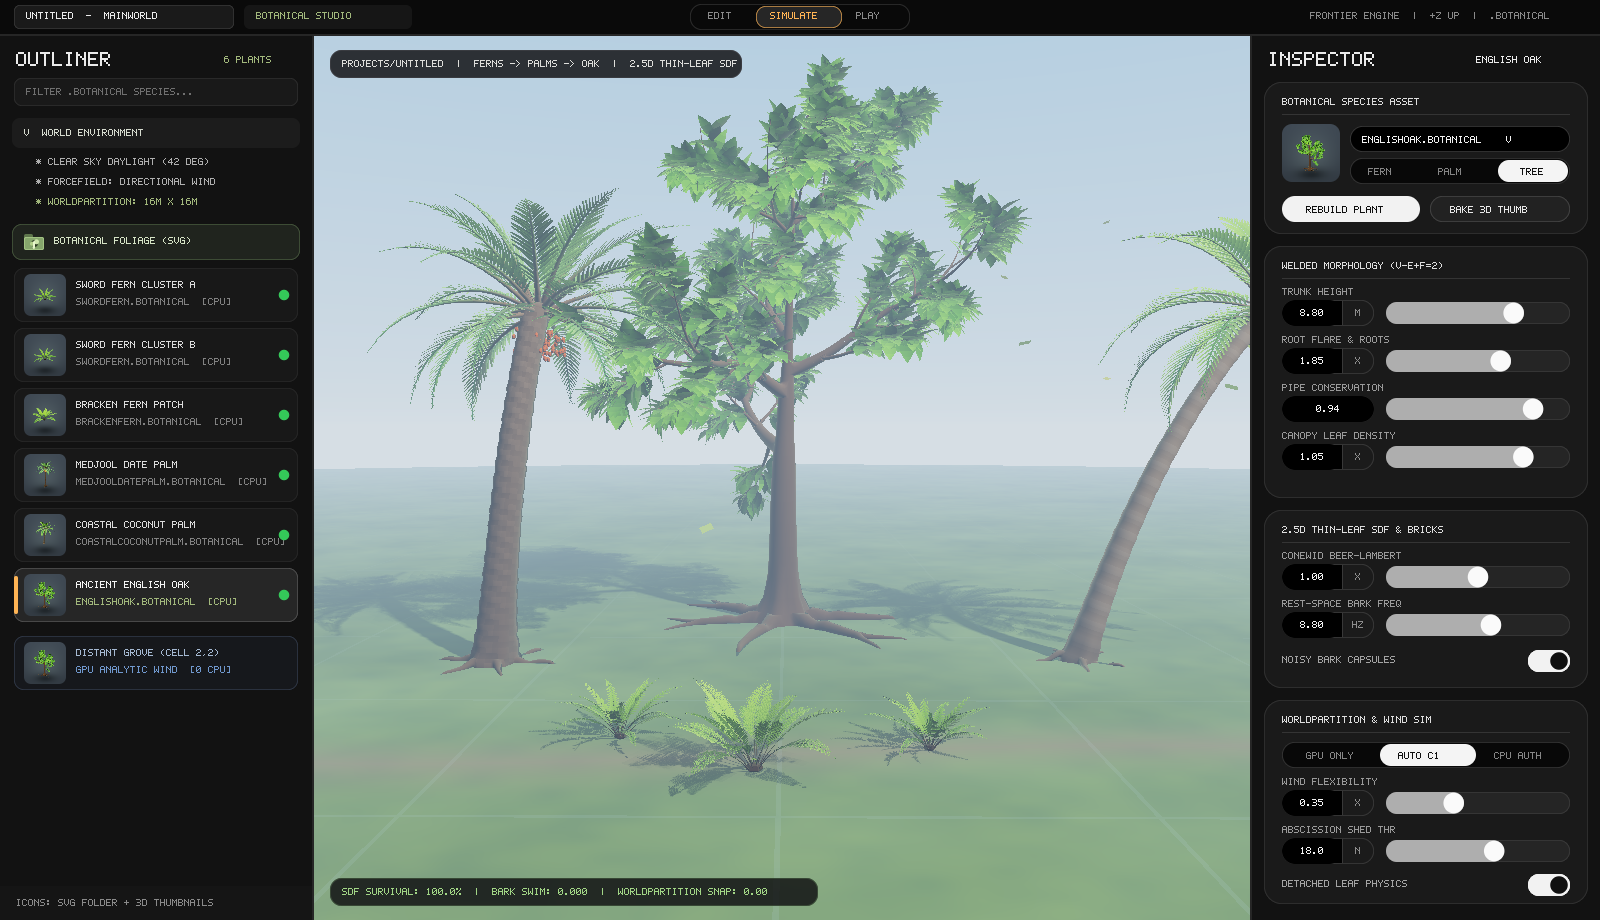 UNTITLED - MAINWORLD
BOTANICAL STUDIO
EDIT
SIMULATE
PLAY
FRONTIER ENGINE | +Z UP | .BOTANICAL
OUTLINER
6 PLANTS
FILTER .BOTANICAL SPECIES...
V WORLD ENVIRONMENT
* CLEAR SKY DAYLIGHT (42 DEG)
* FORCEFIELD: DIRECTIONAL WIND
* WORLDPARTITION: 16M X 16M
BOTANICAL FOLIAGE (SVG)
SWORD FERN CLUSTER A
SWORDFERN.BOTANICAL [CPU]
SWORD FERN CLUSTER B
SWORDFERN.BOTANICAL [CPU]
BRACKEN FERN PATCH
BRACKENFERN.BOTANICAL [CPU]
MEDJOOL DATE PALM
MEDJOOLDATEPALM.BOTANICAL [CPU]
COASTAL COCONUT PALM
COASTALCOCONUTPALM.BOTANICAL [CPU]
ANCIENT ENGLISH OAK
ENGLISHOAK.BOTANICAL [CPU]
DISTANT GROVE (CELL 2,2)
GPU ANALYTIC WIND [0 CPU]
ICONS: SVG FOLDER + 3D THUMBNAILS
PROJECTS/UNTITLED | FERNS -> PALMS -> OAK | 2.5D THIN-LEAF SDF
SDF SURVIVAL: 100.0% | BARK SWIM: 0.000 | WORLDPARTITION SNAP: 0.00
INSPECTOR
ENGLISH OAK
BOTANICAL SPECIES ASSET
ENGLISHOAK.BOTANICAL V
FERN
PALM
TREE
REBUILD PLANT
BAKE 3D THUMB
WELDED MORPHOLOGY (V-E+F=2)
TRUNK HEIGHT
8.80 M
ROOT FLARE & ROOTS
1.85 X
PIPE CONSERVATION
0.94
CANOPY LEAF DENSITY
1.05 X
2.5D THIN-LEAF SDF & BRICKS
CONEWID BEER-LAMBERT
1.00 X
REST-SPACE BARK FREQ
8.80 HZ
NOISY BARK CAPSULES
WORLDPARTITION & WIND SIM
GPU ONLY
AUTO C1
CPU AUTH
WIND FLEXIBILITY
0.35 X
ABSCISSION SHED THR
18.0 N
DETACHED LEAF PHYSICS